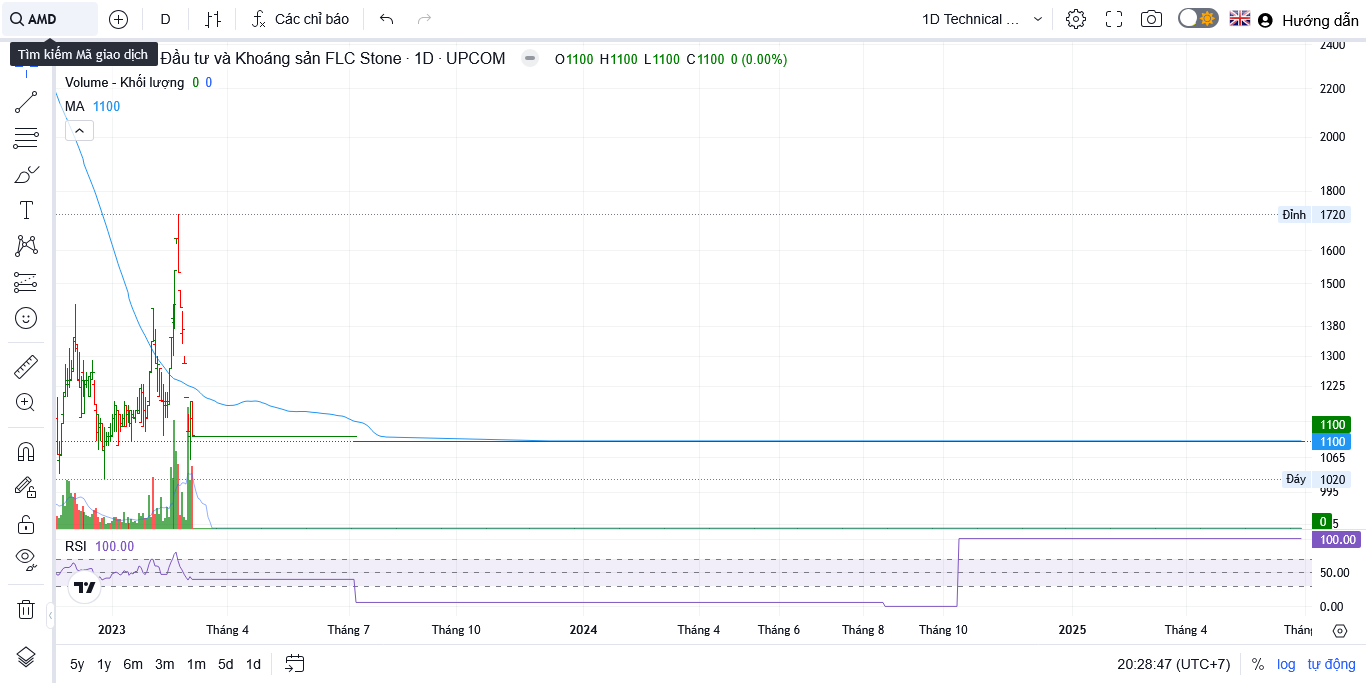 AMD
D
Các chỉ báo
1D Technical ...
Hướng dẫn
Tìm kiếm Mã giao dịch
Đầu tư và Khoáng sản FLC Stone · 1D · UPCOM
O1100 H1100 L1100 C1100 0 (0.00%)
Volume - Khối lượng 0 0
MA 1100
2400
2200
2000
1800
Đỉnh 1720
1600
1500
1380
1300
1225
1100
1100
1065
Đáy 1020
995
0
5
RSI 100.00
100.00
50.00
0.00
2023 Tháng 4 Tháng 7 Tháng 10 2024 Tháng 4 Tháng 6 Tháng 8 Tháng 10 2025 Tháng 4 Thán
5y 1y 6m 3m 1m 5d 1d
20:28:47 (UTC+7) % log tự động